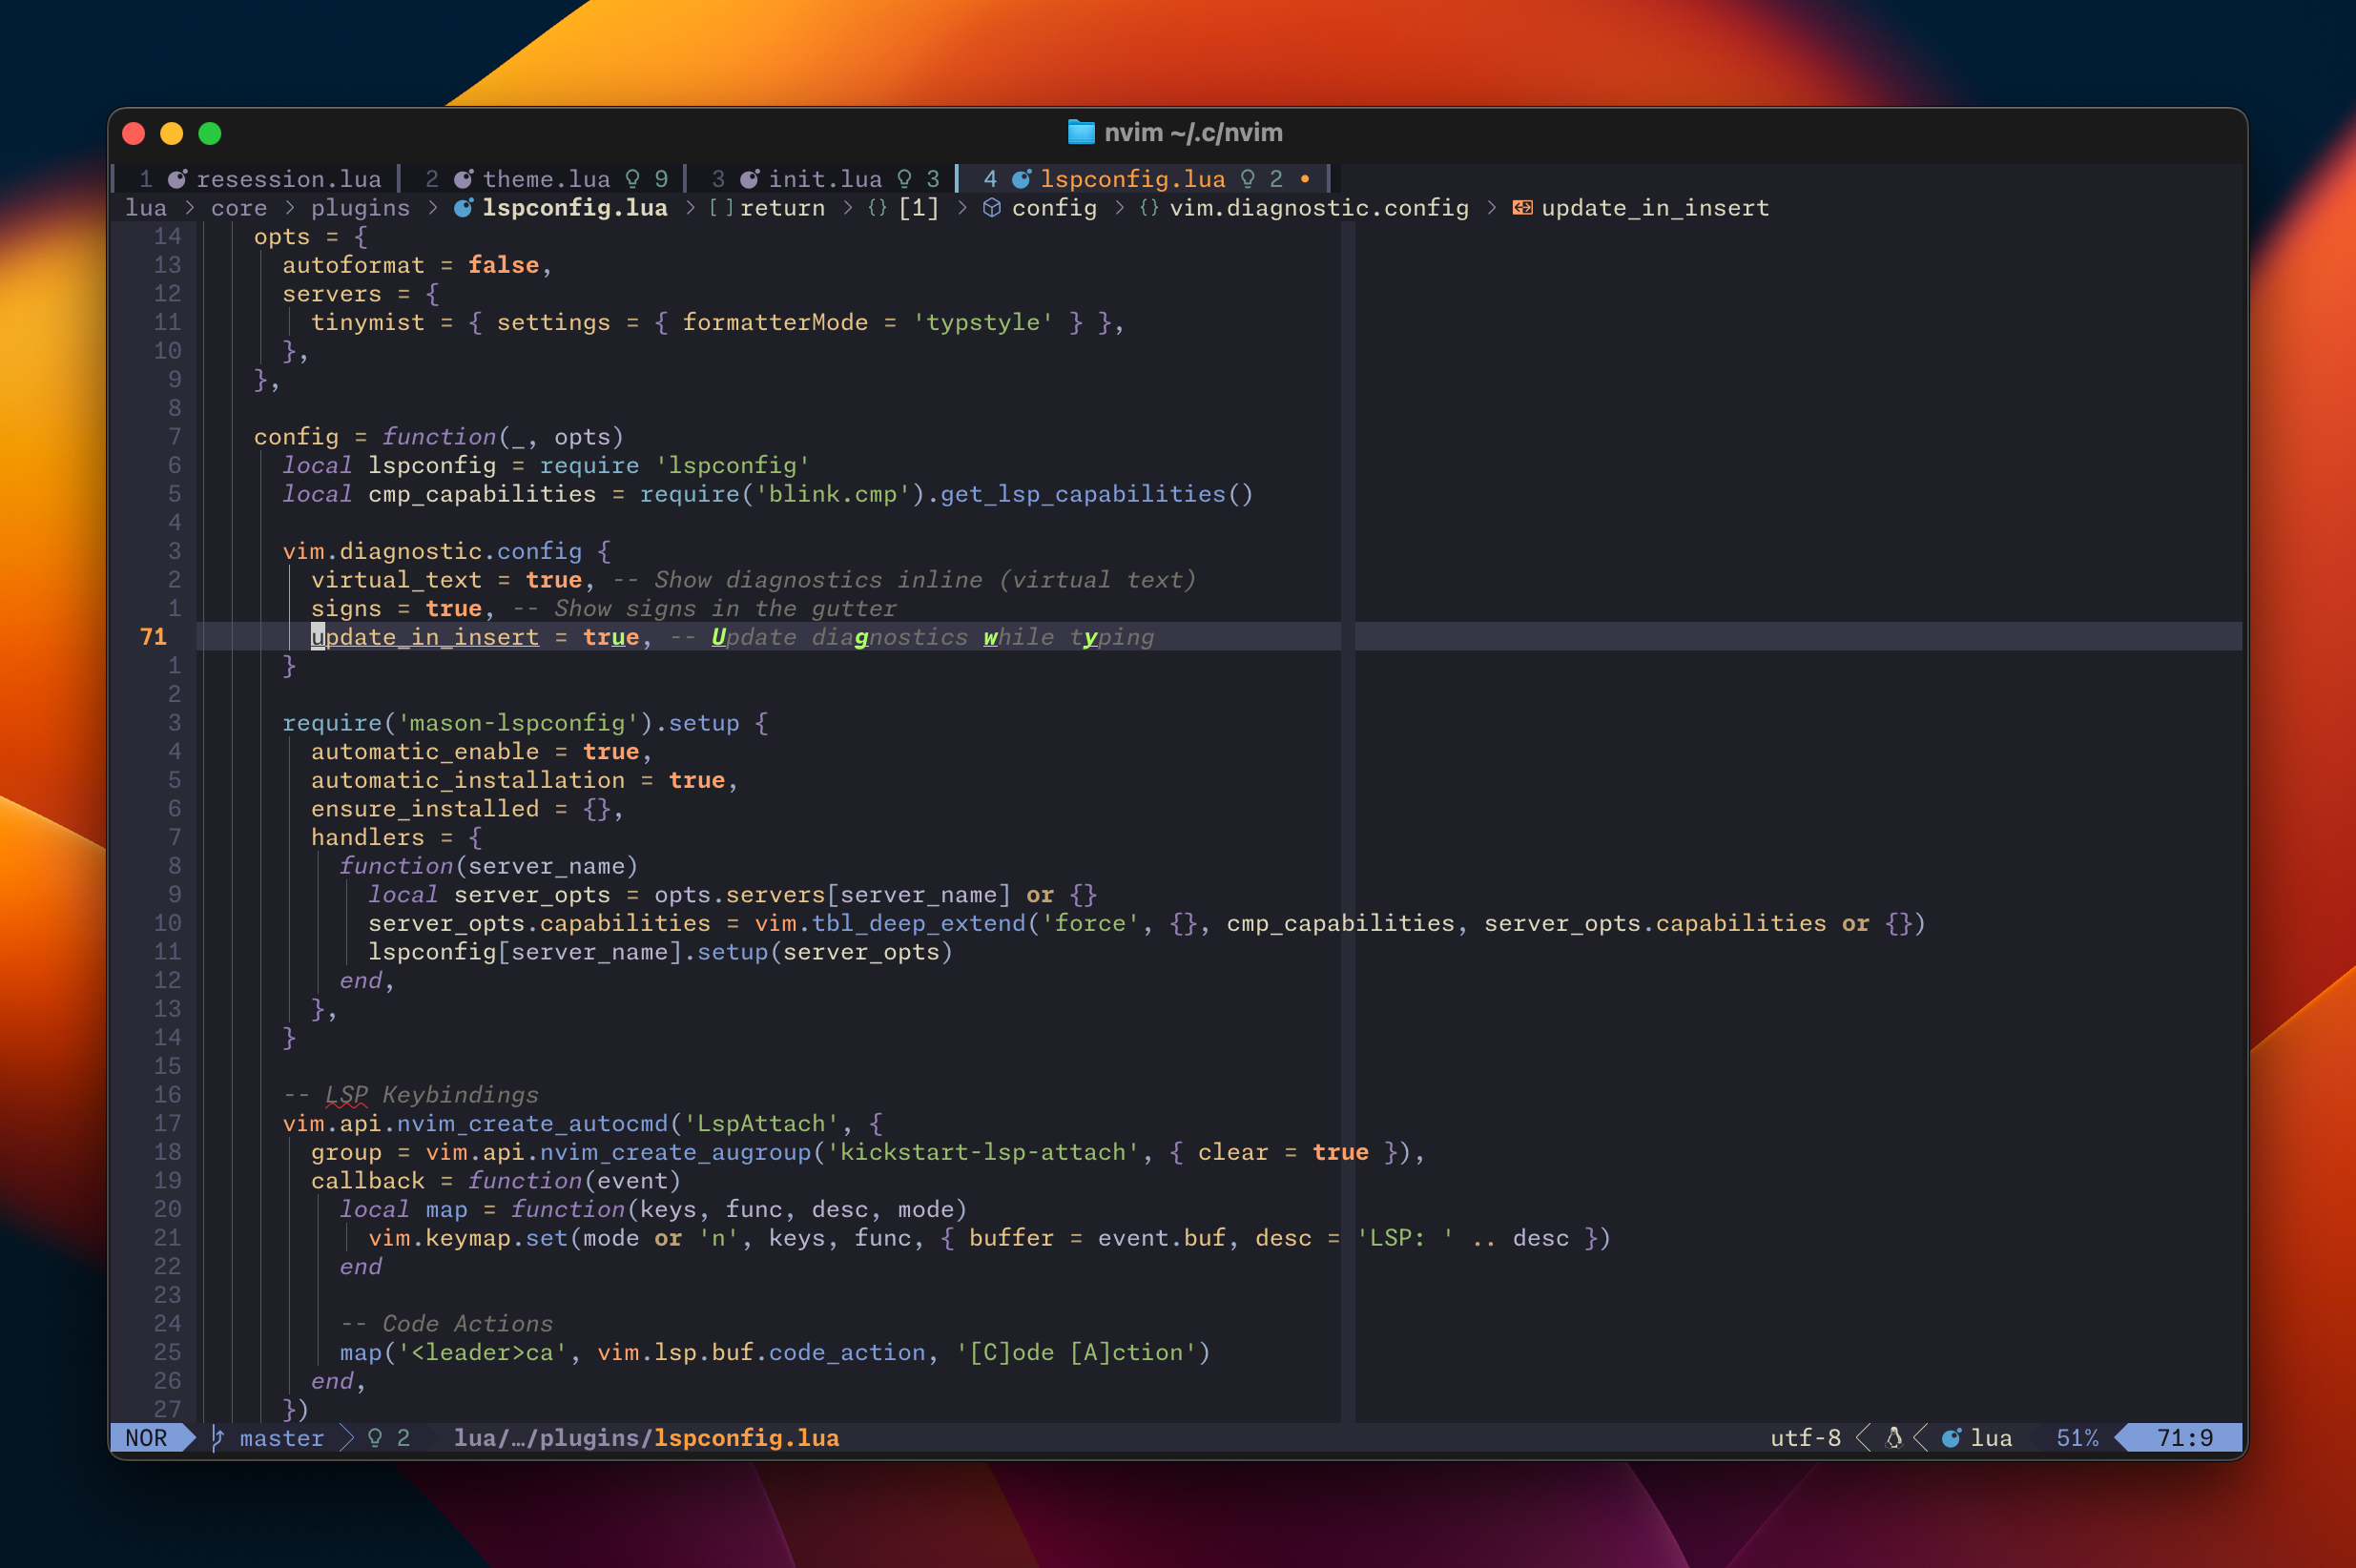 nvim ~/.c/nvim
1 resession.lua 2 theme.lua 9 3 init.lua 3 4 lspconfig.lua 2 •
lua > core > plugins > lspconfig.lua > [] return > {} [1] > config > {} vim.diagnostic.config > update_in_insert
14 opts = {
13 autoformat = false,
12 servers = {
11 tinymist = { settings = { formatterMode = 'typstyle' } },
10 },
9 },
8
7 config = function(_, opts)
6 local lspconfig = require 'lspconfig'
5 local cmp_capabilities = require('blink.cmp').get_lsp_capabilities()
4
3 vim.diagnostic.config {
2 virtual_text = true, -- Show diagnostics inline (virtual text)
1 signs = true, -- Show signs in the gutter
71 update_in_insert = true, -- Update diagnostics while typing
1 }
2
3 require('mason-lspconfig').setup {
4 automatic_enable = true,
5 automatic_installation = true,
6 ensure_installed = {},
7 handlers = {
8 function(server_name)
9 local server_opts = opts.servers[server_name] or {}
10 server_opts.capabilities = vim.tbl_deep_extend('force', {}, cmp_capabilities, server_opts.capabilities or {})
11 lspconfig[server_name].setup(server_opts)
12 end,
13 },
14 }
15
16 -- LSP Keybindings
17 vim.api.nvim_create_autocmd('LspAttach', {
18 group = vim.api.nvim_create_augroup('kickstart-lsp-attach', { clear = true }),
19 callback = function(event)
20 local map = function(keys, func, desc, mode)
21 vim.keymap.set(mode or 'n', keys, func, { buffer = event.buf, desc = 'LSP: ' .. desc })
22 end
23
24 -- Code Actions
25 map('<leader>ca', vim.lsp.buf.code_action, '[C]ode [A]ction')
26 end,
27 })
NOR master 2 lua/…/plugins/lspconfig.lua utf-8 < < lua 51% 71:9